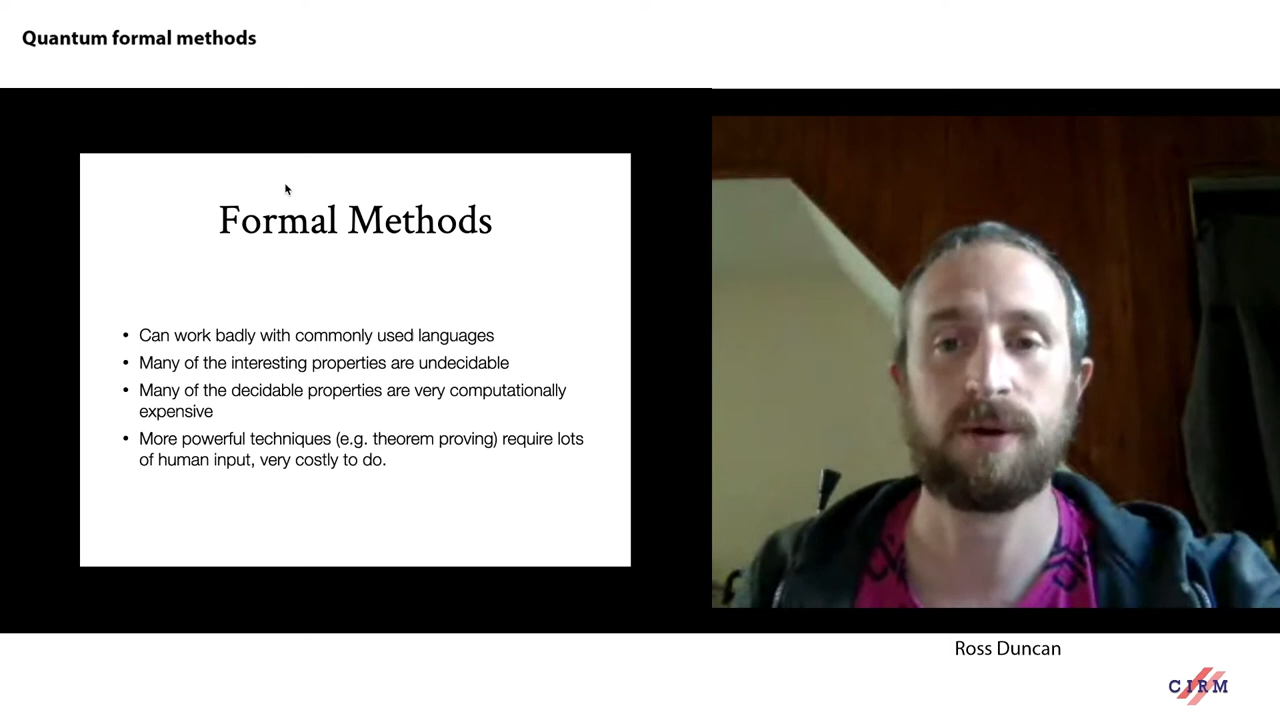 Quantum formal methods
Formal Methods
• Can work badly with commonly used languages
• Many of the interesting properties are undecidable
• Many of the decidable properties are very computationally
expensive
• More powerful techniques (e.g. theorem proving) require lots
of human input, very costly to do.
Ross Duncan
CIRM